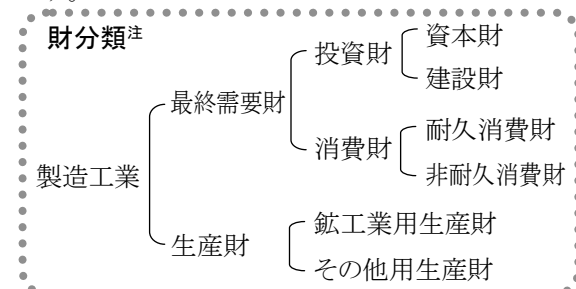 財分類注
製造工業
最終需要財
投資財
資本財
建設財
消費財
耐久消費財
非耐久消費財
生産財
鉱工業用生産財
その他用生産財